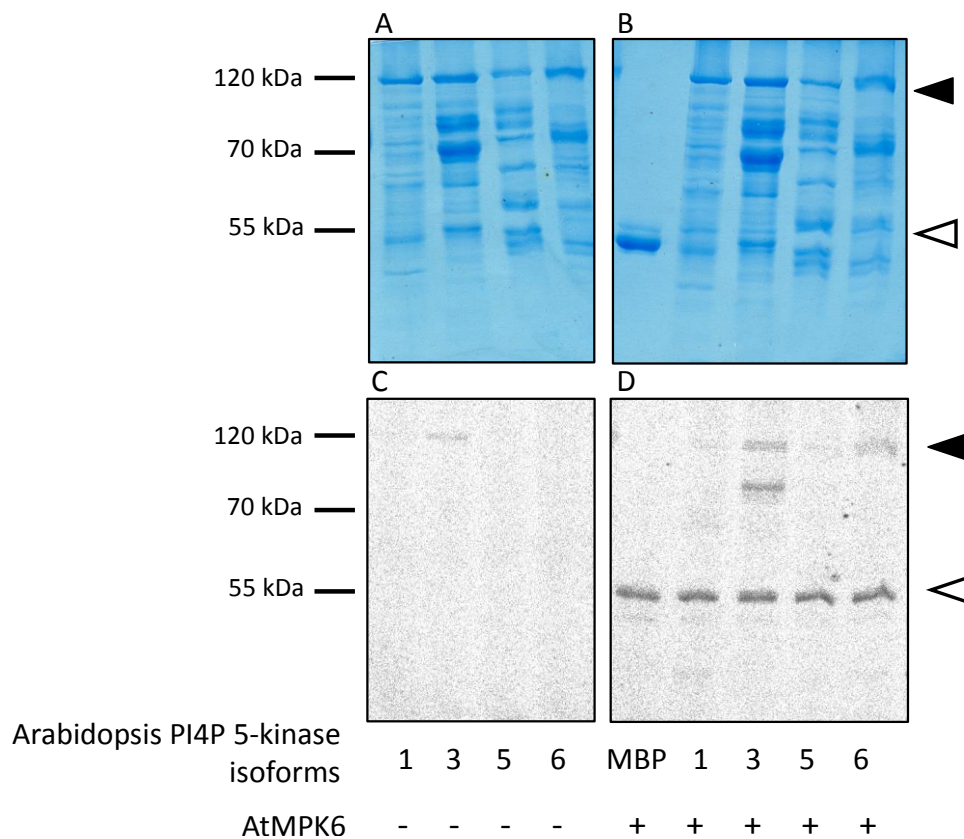 A B
120 kDa
70 kDa
55 kDa
C D
120 kDa
70 kDa
55 kDa
Arabidopsis PI4P 5-kinase
isoforms 1 3 5 6 MBP 1 3 5 6
AtMPK6 - - - - + + + + +